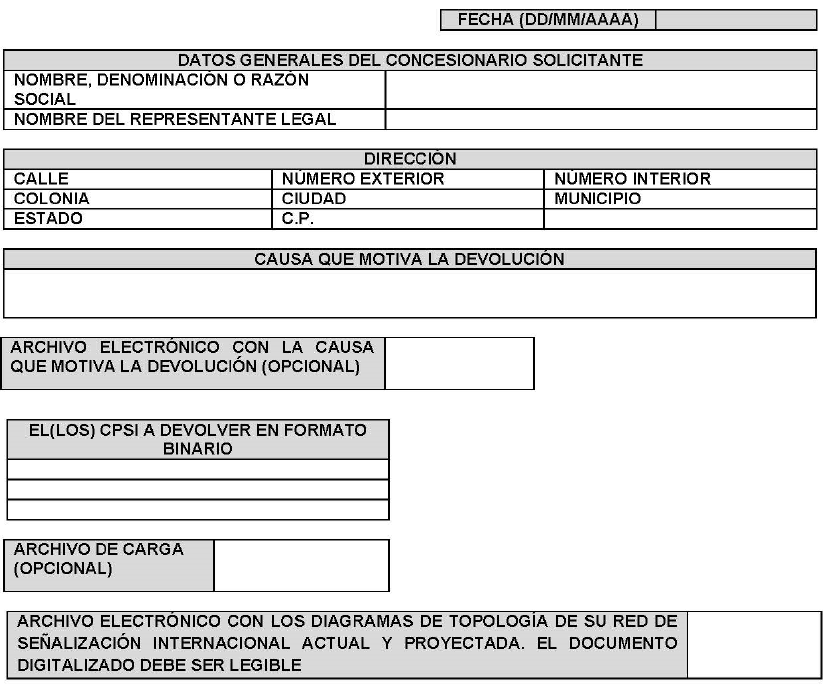 FECHA (DD/MM/AAAA)
DATOS GENERALES DEL CONCESIONARIO SOLICITANTE
NOMBRE, DENOMINACIÓN O RAZÓN
SOCIAL
NOMBRE DEL REPRESENTANTE LEGAL
DIRECCIÓN
CALLE NÚMERO EXTERIOR NÚMERO INTERIOR
COLONIA CIUDAD MUNICIPIO
ESTADO C.P.
CAUSA QUE MOTIVA LA DEVOLUCIÓN
ARCHIVO ELECTRÓNICO CON LA CAUSA
QUE MOTIVA LA DEVOLUCIÓN (OPCIONAL)
EL(LOS) CPSI A DEVOLVER EN FORMATO
BINARIO
ARCHIVO DE CARGA
(OPCIONAL)
ARCHIVO ELECTRÓNICO CON LOS DIAGRAMAS DE TOPOLOGÍA DE SU RED DE
SEÑALIZACIÓN INTERNACIONAL ACTUAL Y PROYECTADA. EL DOCUMENTO
DIGITALIZADO DEBE SER LEGIBLE